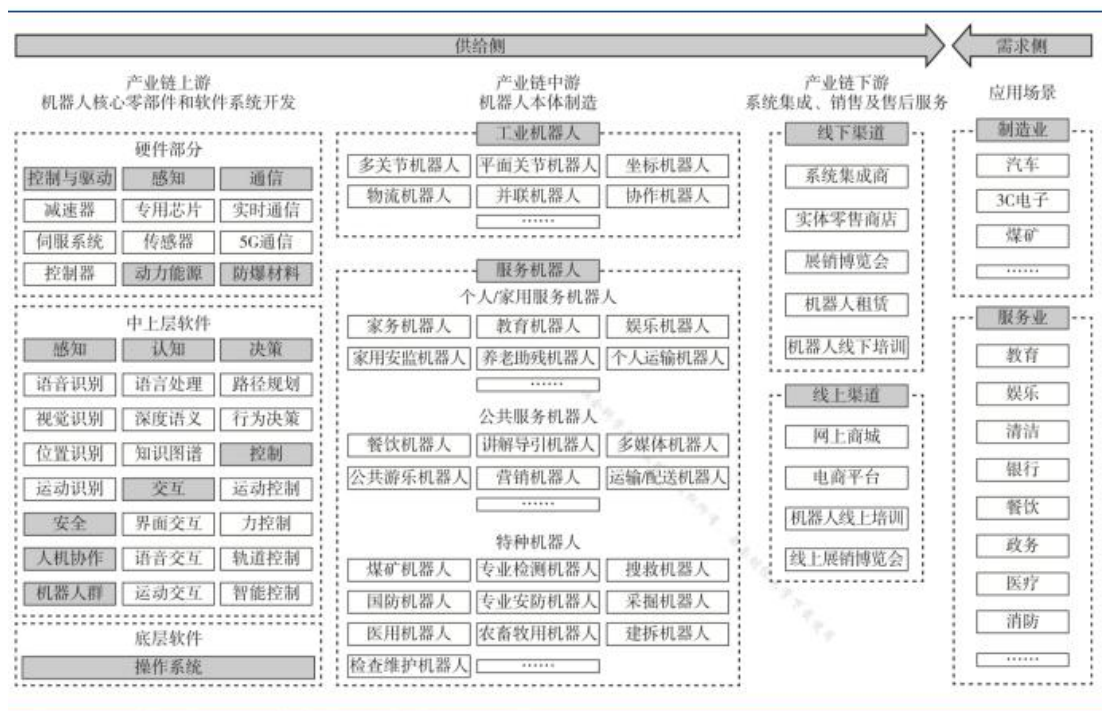 供给侧
需求侧
产业链上游
机器人核心零部件和软件系统开发
硬件部分
控制与驱动 感知 通信
减速器 专用芯片 实时通信
伺服系统 传感器 5G通信
控制器 动力能源 防爆材料
中上层软件
感知 认知 决策
语音识别 语言处理 路径规划
视觉识别 深度语义 行为决策
位置识别 知识图谱 控制
运动识别 交互 运动控制
安全 界面交互 力控制
人机协作 语音交互 轨道控制
机器人群 运动交互 智能控制
底层软件
操作系统
产业链中游
机器人本体制造
工业机器人
多关节机器人 平面关节机器人 坐标机器人
物流机器人 并联机器人 协作机器人
……
服务机器人
个人/家用服务机器人
家务机器人 教育机器人 娱乐机器人
家用安监机器人 养老助残机器人 个人运输机器人
……
公共服务机器人
餐饮机器人 讲解导引机器人 多媒体机器人
公共游乐机器人 营销机器人 运输/配送机器人
……
特种机器人
煤矿机器人 专业检测机器人 搜救机器人
国防机器人 专业安防机器人 采掘机器人
医用机器人 农畜牧用机器人 建拆机器人
检查维护机器人 ……
产业链下游
系统集成、销售及售后服务
线下渠道
系统集成商
实体零售商店
展销博览会
机器人租赁
机器人线下培训
线上渠道
网上商城
电商平台
机器人线上培训
线上展销博览会
应用场景
制造业
汽车
3C电子
煤矿
……
服务业
教育
娱乐
清洁
银行
餐饮
政务
医疗
消防
……